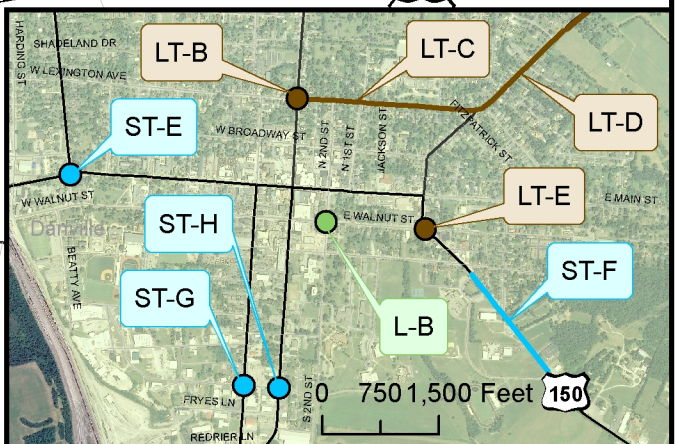 HARDING ST
SHADELAND DR
W LEXINGTON AVE
LT-B
LT-C
LT-D
ST-E
W BROADWAY ST
N 2ND ST
N 1ST ST
JACKSON ST
FITZPATRICK ST
W WALNUT ST
Danville
BEATTY AVE
ST-H
E WALNUT ST
LT-E
E MAIN ST
ST-F
ST-G
L-B
FRYES LN
REDRIER LN
S 2ND ST
0 750 1,500 Feet
150